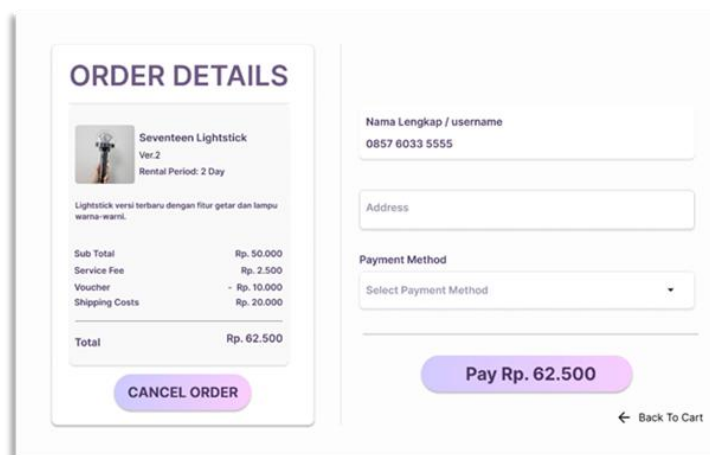 ORDER DETAILS
Seventeen Lightstick
Ver.2
Rental Period: 2 Day
Lightstick versi terbaru dengan fitur getar dan lampu
warna-warni.
Sub Total Rp. 50.000
Service Fee Rp. 2.500
Voucher - Rp. 10.000
Shipping Costs Rp. 20.000
Total Rp. 62.500
CANCEL ORDER
Nama Lengkap / username
0857 6033 5555
Address
Payment Method
Select Payment Method
Pay Rp. 62.500
← Back To Cart